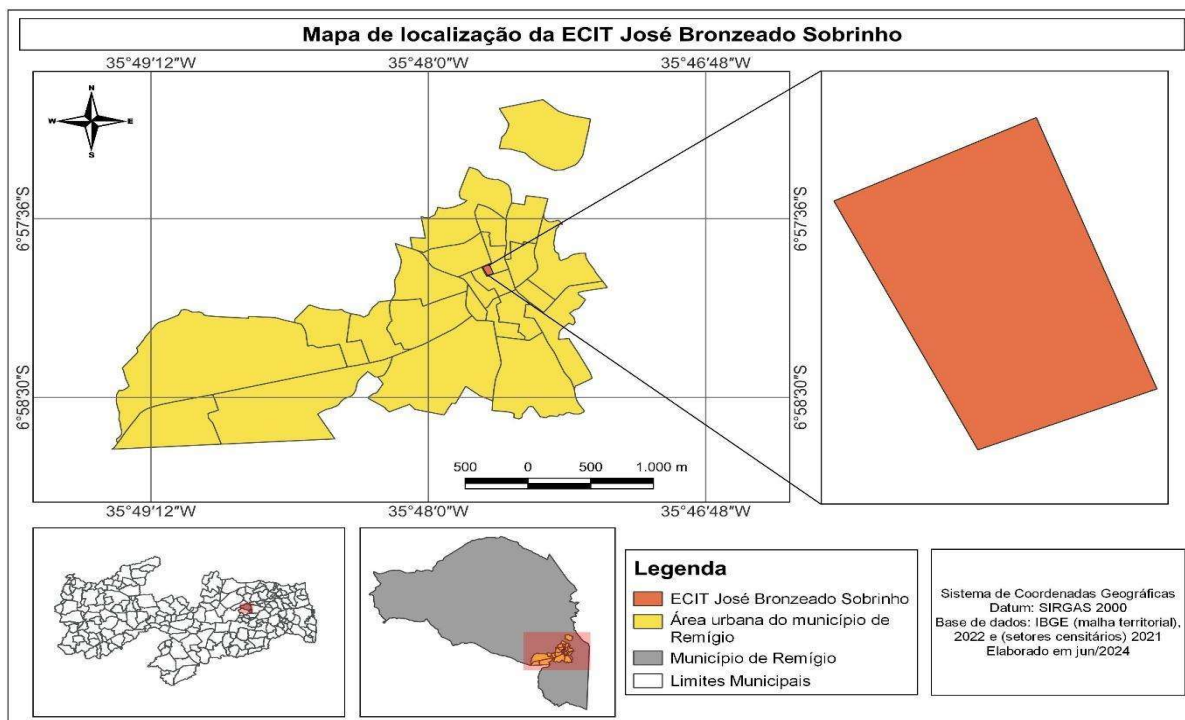 Mapa de localização da ECIT José Bronzeado Sobrinho
35°49'12"W
35°48'0"W
35°46'48"W
N
W
E
S
6°57'36"S
6°57'36"S
6°58'30"S
6°58'30"S
500
0
500
1.000 m
35°49'12"W
35°48'0"W
35°46'48"W
Legenda
ECIT José Bronzeado Sobrinho
Área urbana do município de
Remígio
Município de Remígio
Limites Municipais
Sistema de Coordenadas Geográficas
Datum: SIRGAS 2000
Base de dados: IBGE (malha territorial),
2022 e (setores censitários) 2021
Elaborado em jun/2024